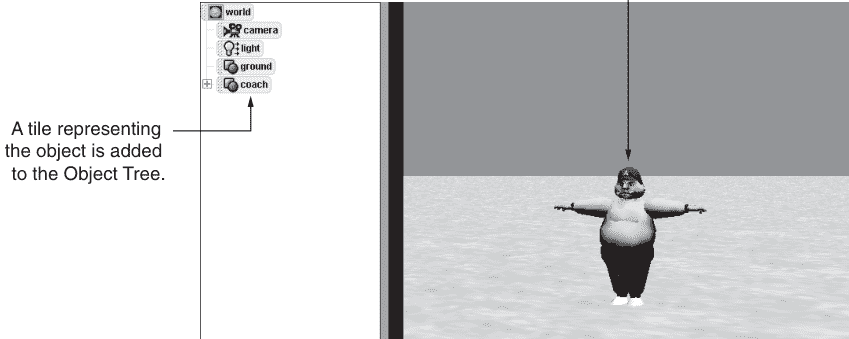 world
camera
light
ground
coach
A tile representing
the object is added
to the Object Tree.